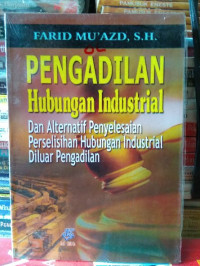 FARID MU'AZD, S.H.
PENGADILAN
Hubungan Industrial
Dan Alternatif Penyelesaian
Perselisihan Hubungan Industrial
Diluar Pengadilan